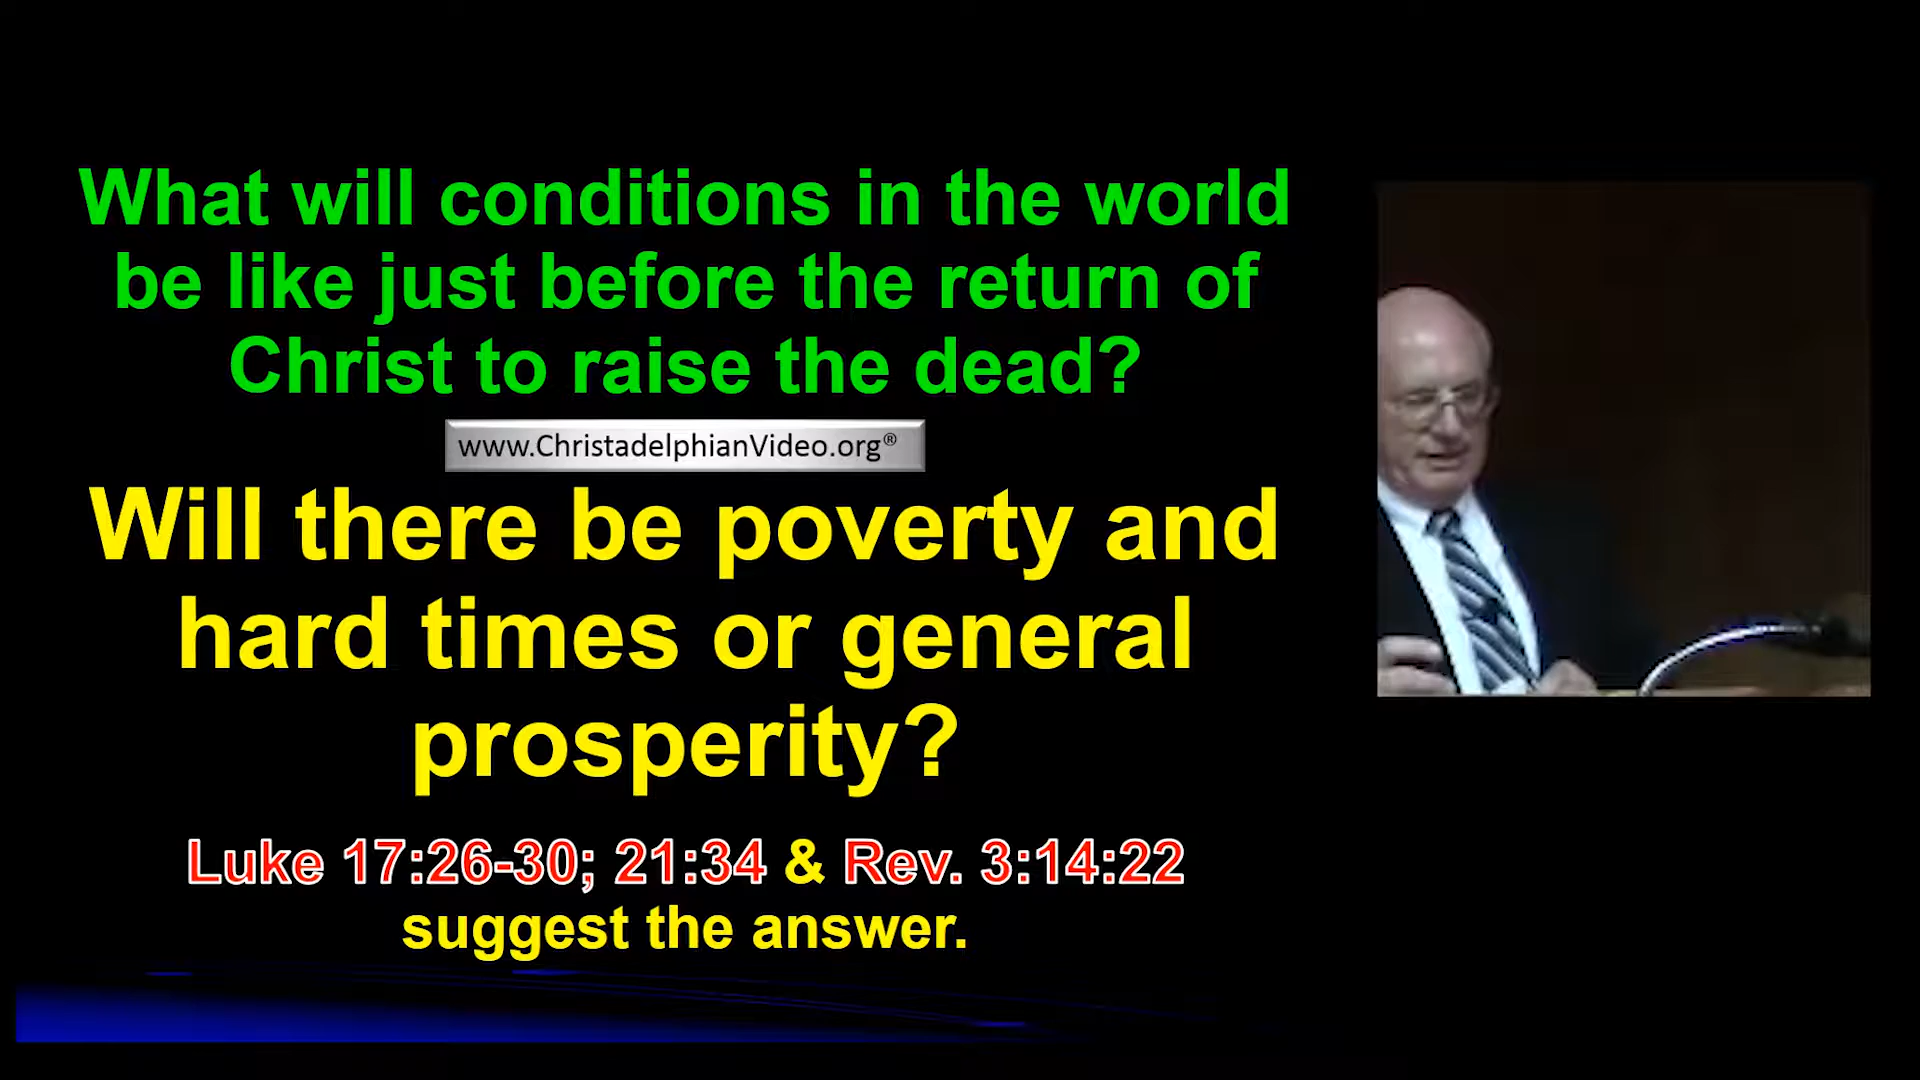 What will conditions in the world
be like just before the return of
Christ to raise the dead?
www.ChristadelphianVideo.org®
Will there be poverty and
hard times or general
prosperity?
Luke 17:26-30; 21:34 & Rev. 3:14:22
suggest the answer.